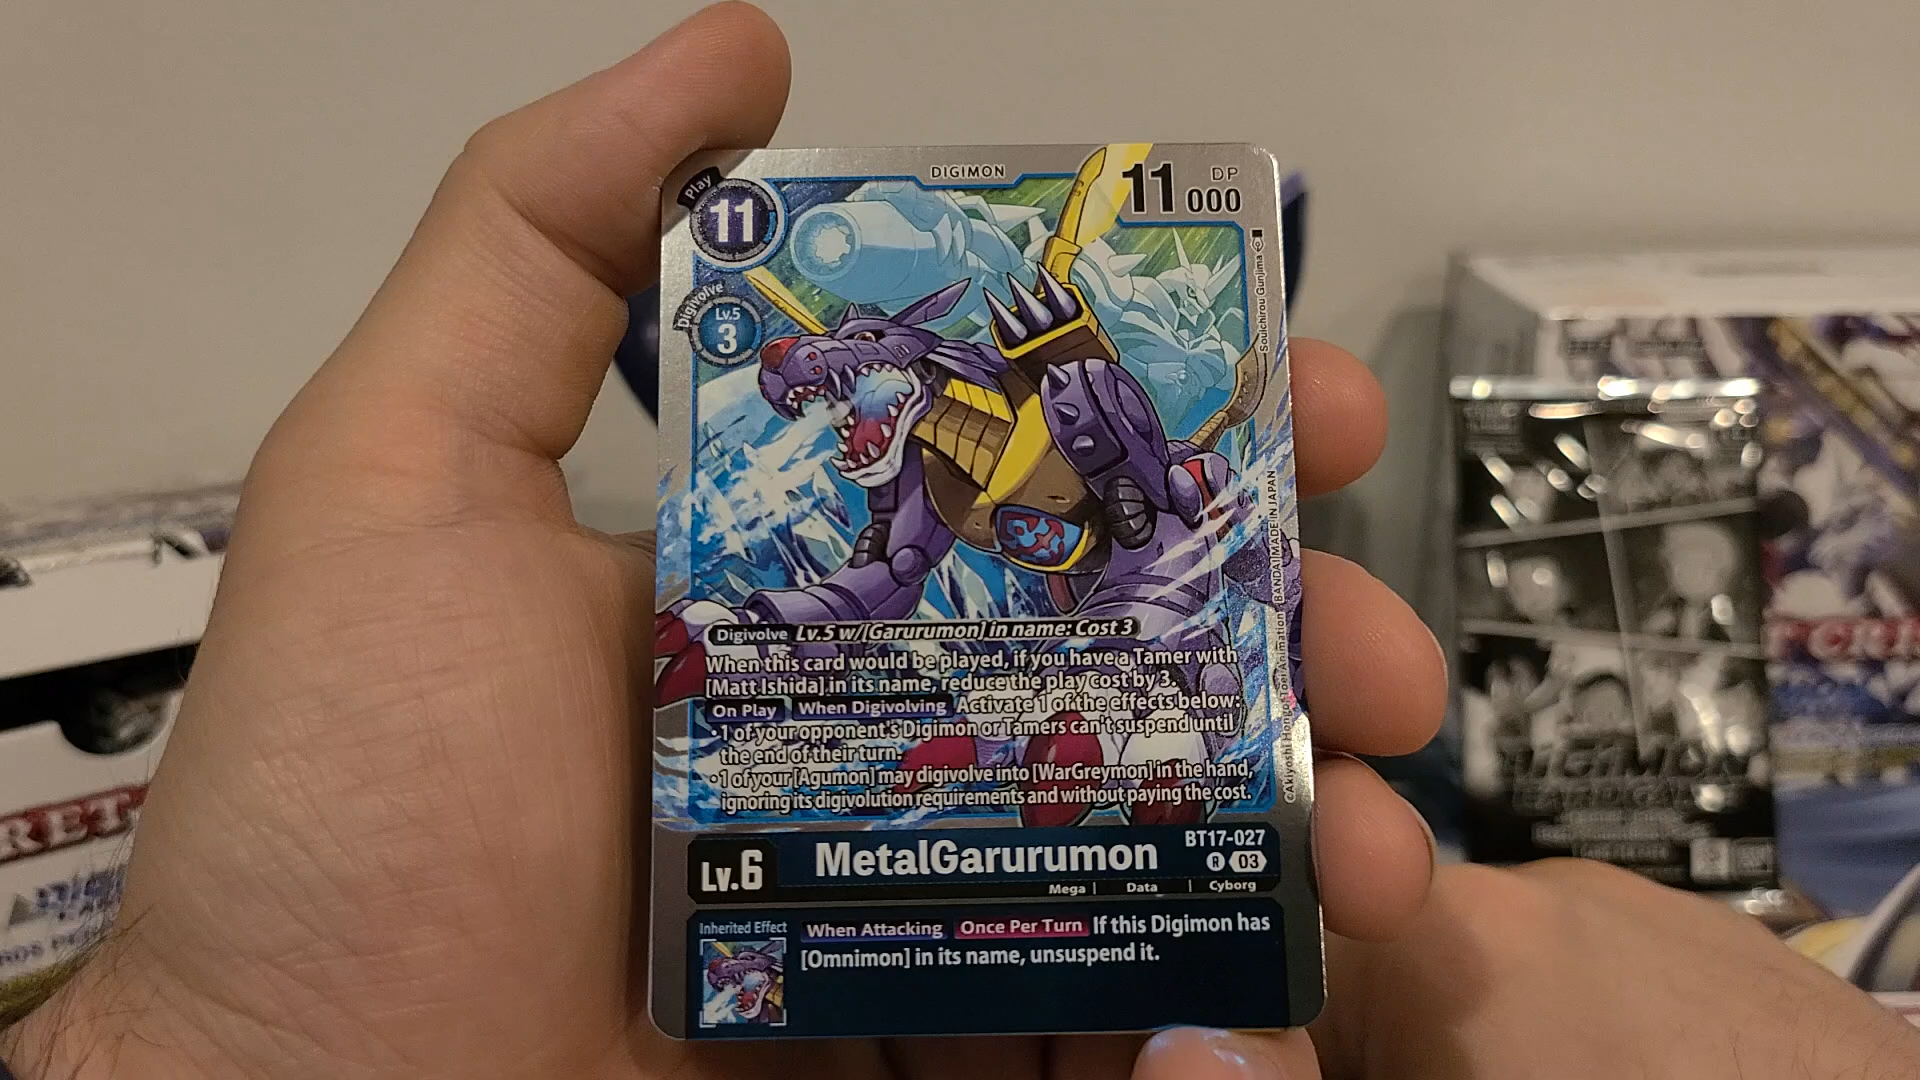 DIGIMON
Play
11
11000
DP
Digivolve
Lv.5
3
Souichirou Gunjima
BANDAI MADE IN JAPAN
Digivolve Lv.5 w/[Garurumon] in name: Cost 3
When this card would be played, if you have a Tamer with
[Matt Ishida] in its name, reduce the play cost by 3.
On Play When Digivolving Activate 1 of the effects below:
・1 of your opponent's Digimon or Tamers can't suspend until
the end of their turn.
・1 of your [Agumon] may digivolve into [WarGreymon] in the hand,
ignoring its digivolution requirements and without paying the cost.
BT17-027
Lv.6
MetalGarurumon
R 03
Mega | Data | Cyborg
Inherited Effect
When Attacking Once Per Turn If this Digimon has
[Omnimon] in its name, unsuspend it.
RET
DIGIMON